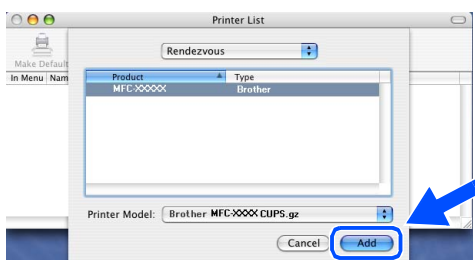 Printer List
Rendezvous
Make Default
In Menu Nam
Product Type
MFC-XXXXX Brother
Printer Model: Brother MFC-XXXX CUPS.gz
Cancel Add